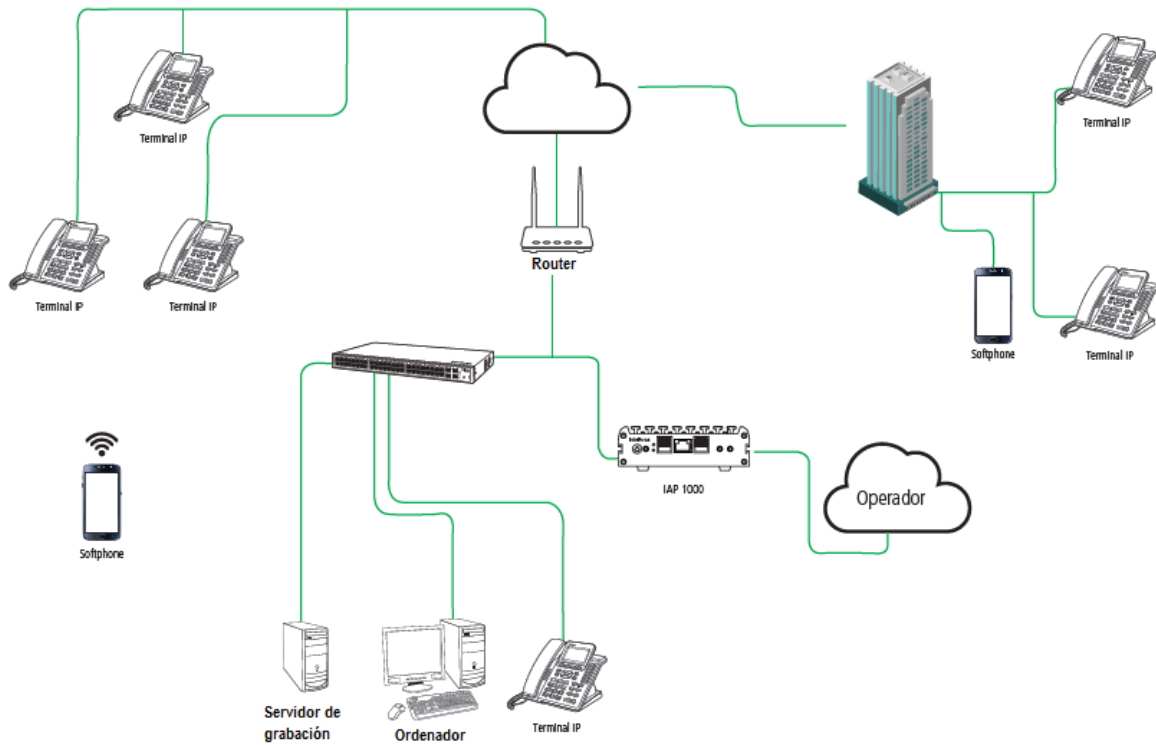 Terminal IP
Terminal IP
Terminal IP
Terminal IP
Router
Softphone
Terminal IP
IAP 1000
Operador
Softphone
Servidor de
grabación
Ordenador
Terminal IP